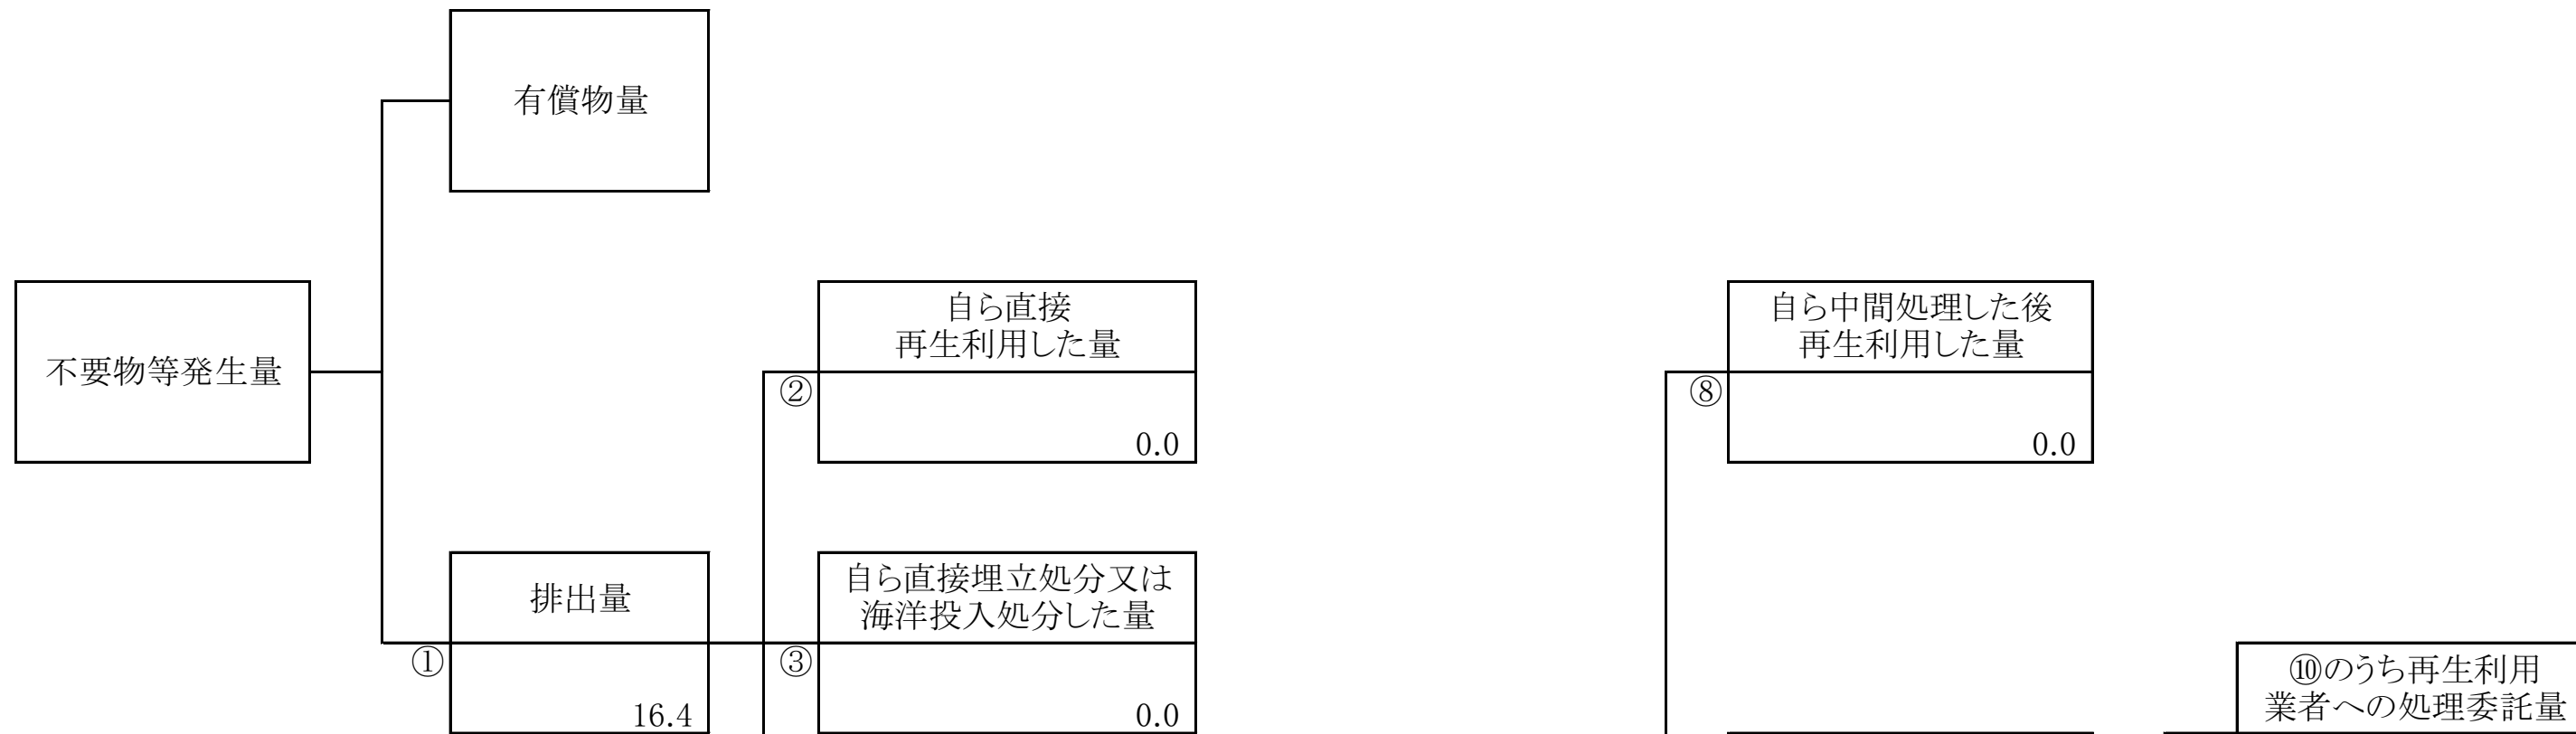 有償物量
不要物等発生量
自ら直接
再生利用した量
②
0.0
自ら中間処理した後
再生利用した量
⑧
0.0
排出量
①
16.4
自ら直接埋立処分又は
海洋投入処分した量
③
0.0
⑩のうち再生利用
業者への処理委託量